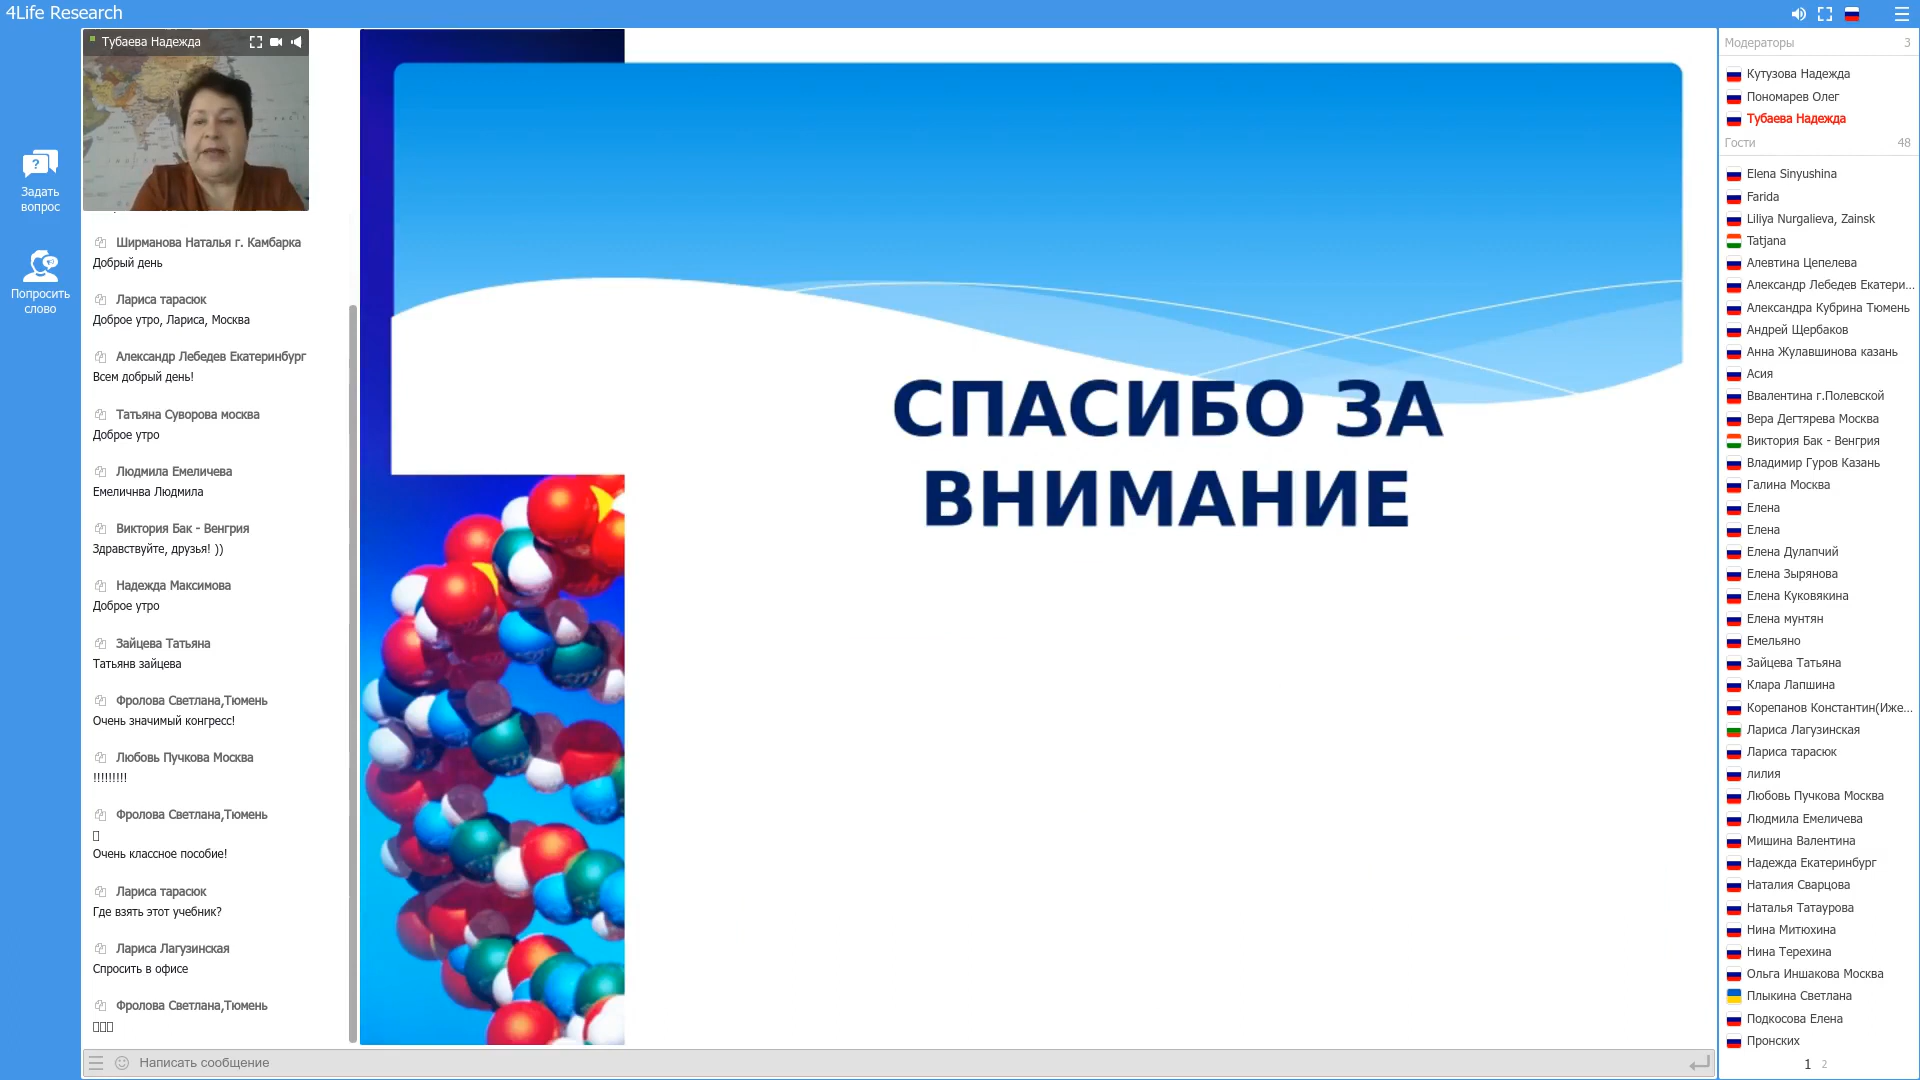 4Life Research
Тубаева Надежда
Задать
вопрос
Попросить
слово
Ширманова Наталья г. Камбарка
Добрый день
Лариса тарасюк
Доброе утро, Лариса, Москва
Александр Лебедев Екатеринбург
Всем добрый день!
Татьяна Суворова москва
Доброе утро
Людмила Емеличева
Емеличнва Людмила
Виктория Бак - Венгрия
Здравствуйте, друзья! ))
Надежда Максимова
Доброе утро
Зайцева Татьяна
Татьянв зайцева
Фролова Светлана,Тюмень
Очень значимый конгресс!
Любовь Пучкова Москва
!!!!!!!!!
Фролова Светлана,Тюмень
Очень классное пособие!
Лариса тарасюк
Где взять этот учебник?
Лариса Лагузинская
Спросить в офисе
Фролова Светлана,Тюмень
Написать сообщение
СПАСИБО ЗА
ВНИМАНИЕ
Модераторы 3
Кутузова Надежда
Пономарев Олег
Тубаева Надежда
Гости 48
Elena Sinyushina
Farida
Liliya Nurgalieva, Zainsk
Tatjana
Алевтина Цепелева
Александр Лебедев Екатери...
Александра Кубрина Тюмень
Андрей Щербаков
Анна Жулавшинова казань
Асия
Ввалентина г.Полевской
Вера Дегтярева Москва
Виктория Бак - Венгрия
Владимир Гуров Казань
Галина Москва
Елена
Елена
Елена Дулапчий
Елена Зырянова
Елена Куковякина
Елена мунтян
Емельяно
Зайцева Татьяна
Клара Лапшина
Корепанов Константин(Иже...
Лариса Лагузинская
Лариса тарасюк
лилия
Любовь Пучкова Москва
Людмила Емеличева
Мишина Валентина
Надежда Екатеринбург
Наталия Сварцова
Наталья Татаурова
Нина Митюхина
Нина Терехина
Ольга Иншакова Москва
Плыкина Светлана
Подкосова Елена
Пронских
1 2